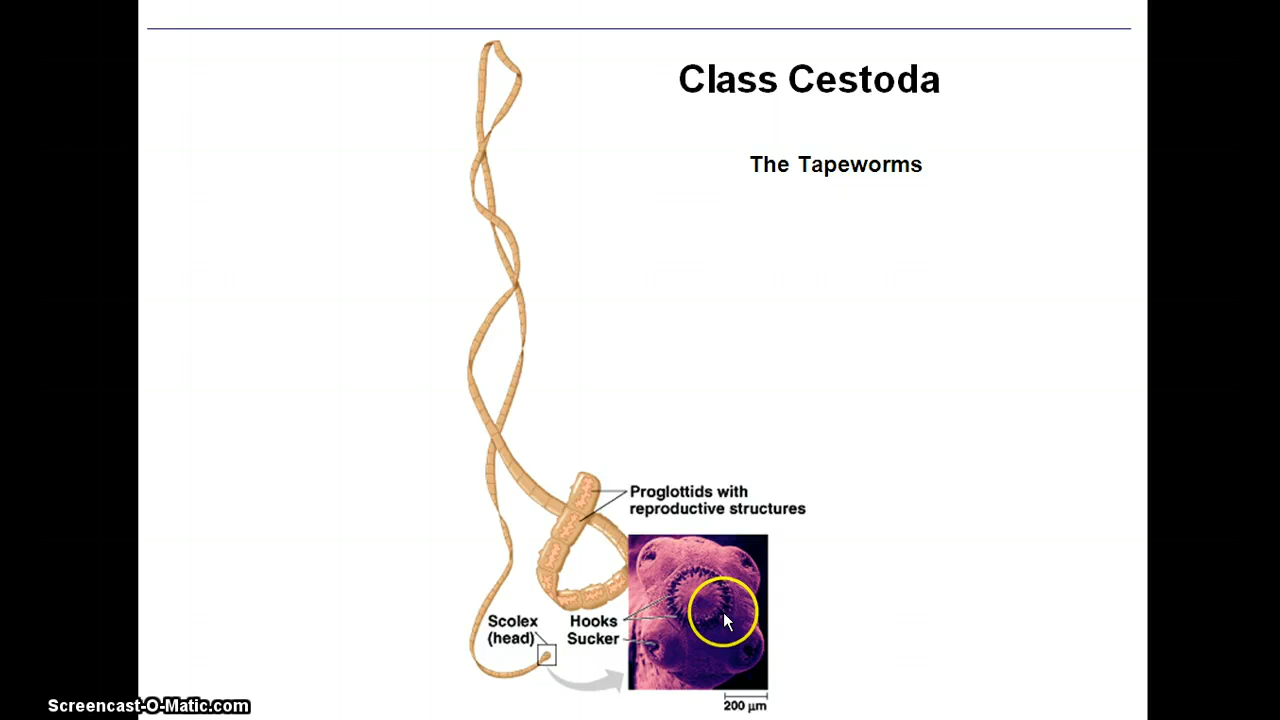 Class Cestoda
The Tapeworms
Proglottids with
reproductive structures
Scolex
(head)
Hooks
Sucker
200 µm
Screencast-O-Matic.com